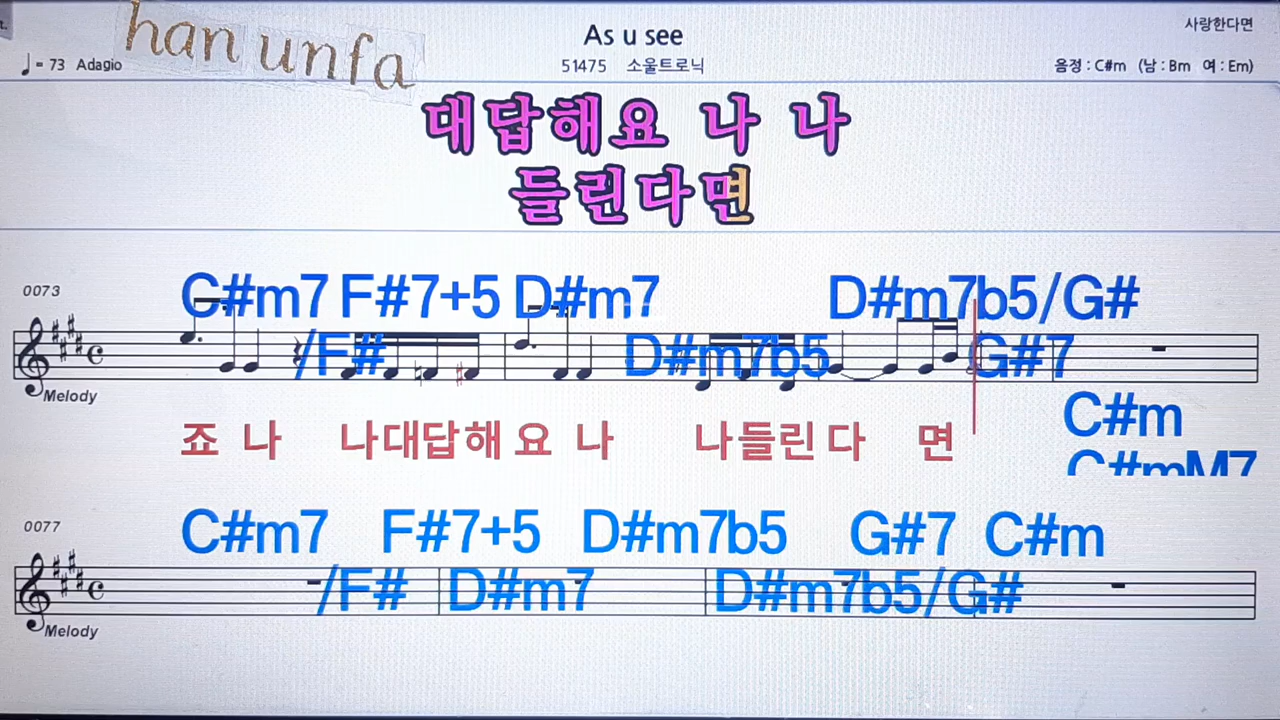 t.
han unfa
As u see
사랑한다면
= 73 Adagio
51475 소울트로닉
음정 : C#m (남 : Bm 여 : Em)
대답해요 나 나
들린다면
0073
C#m7 F#7+5 D#m7 D#m7b5/G#
/F# D#m7b5 G#7
Melody
C#m
죠 나 나대답해 요 나 나들린 다 면
C#mM7
0077
C#m7 F#7+5 D#m7b5 G#7 C#m
/F# D#m7 D#m7b5/G#
Melody